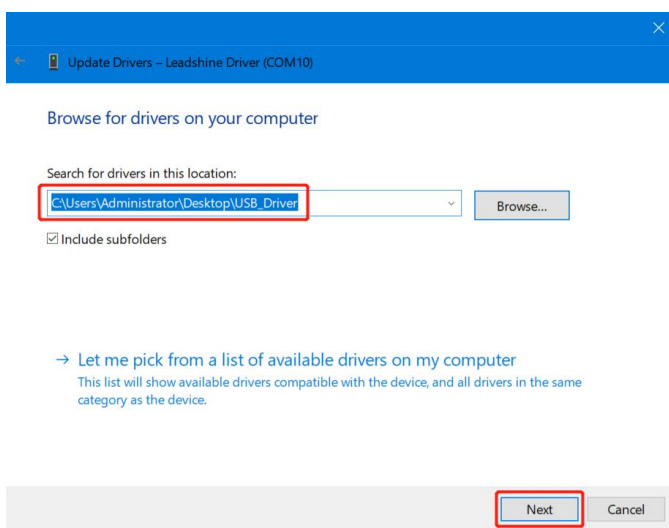 Update Drivers – Leadshine Driver (COM10)
Browse for drivers on your computer
Search for drivers in this location:
C:\Users\Administrator\Desktop\USB_Driver
Browse...
Include subfolders
Let me pick from a list of available drivers on my computer
This list will show available drivers compatible with the device, and all drivers in the same
category as the device.
Next
Cancel